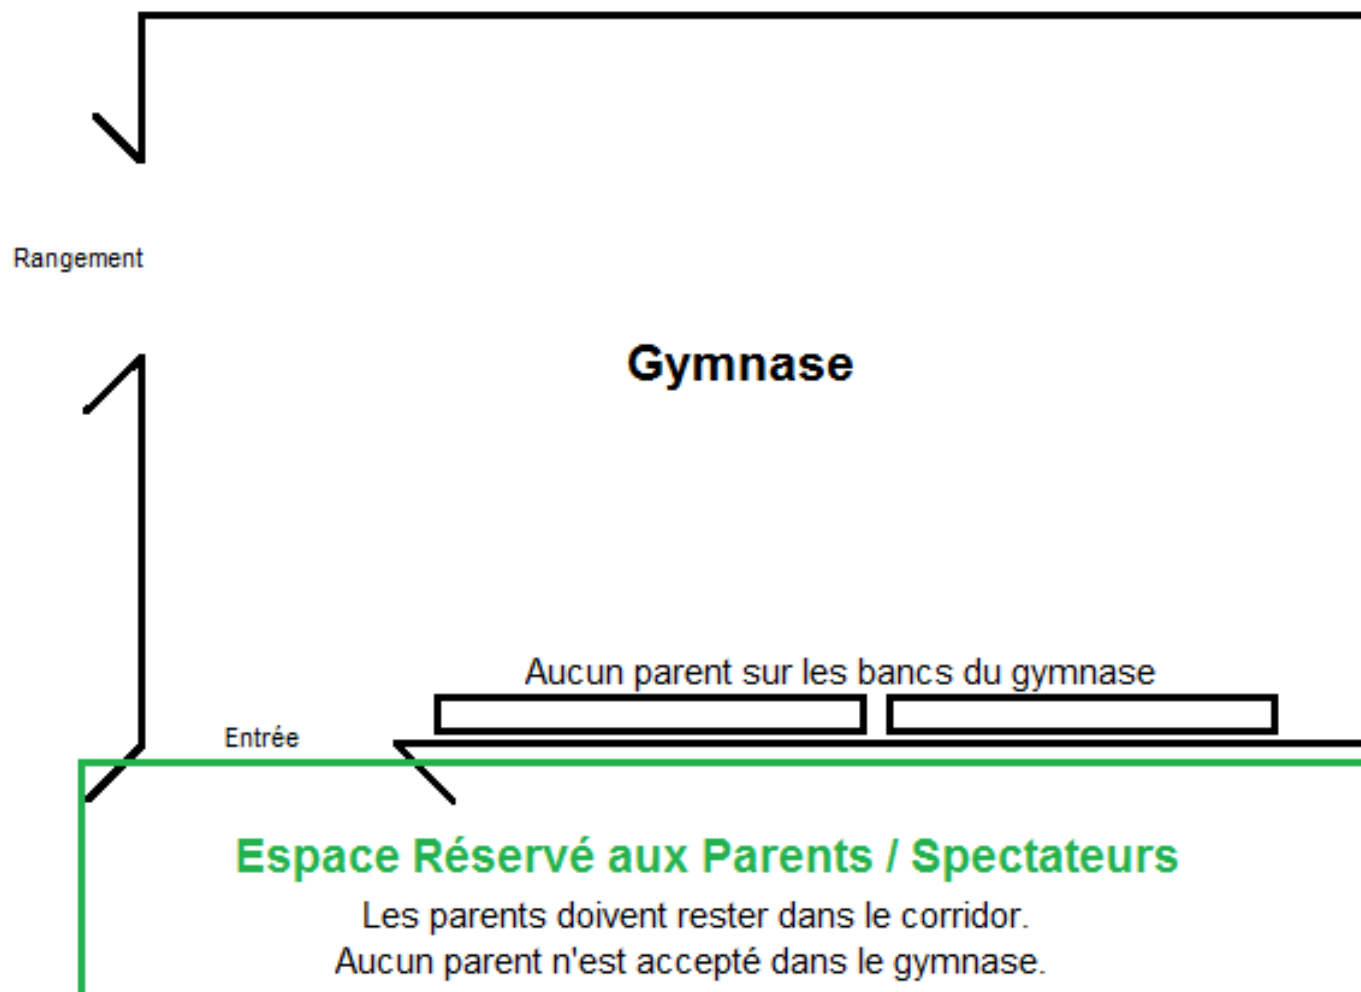 Rangement
Gymnase
Aucun parent sur les bancs du gymnase
Entrée
Espace Réservé aux Parents / Spectateurs
Les parents doivent rester dans le corridor.
Aucun parent n'est accepté dans le gymnase.